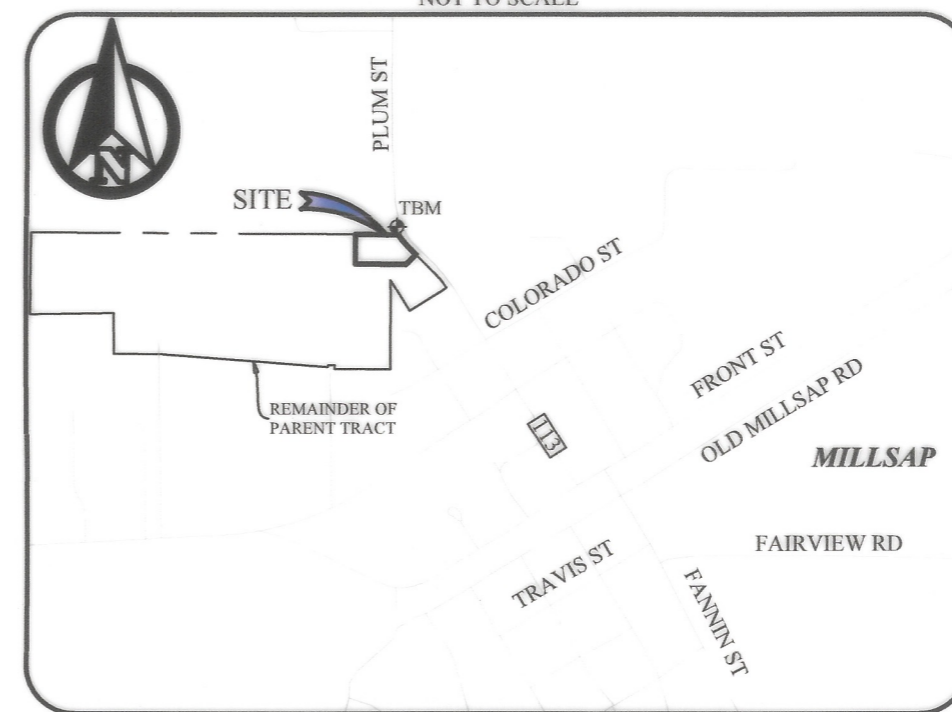 NOT TO SCALE
PLUM ST
N
SITE
TBM
COLORADO ST
FRONT ST
REMAINDER OF
PARENT TRACT
OLD MILLSAP RD
113
MILLSAP
FAIRVIEW RD
TRAVIS ST
FANNIN ST